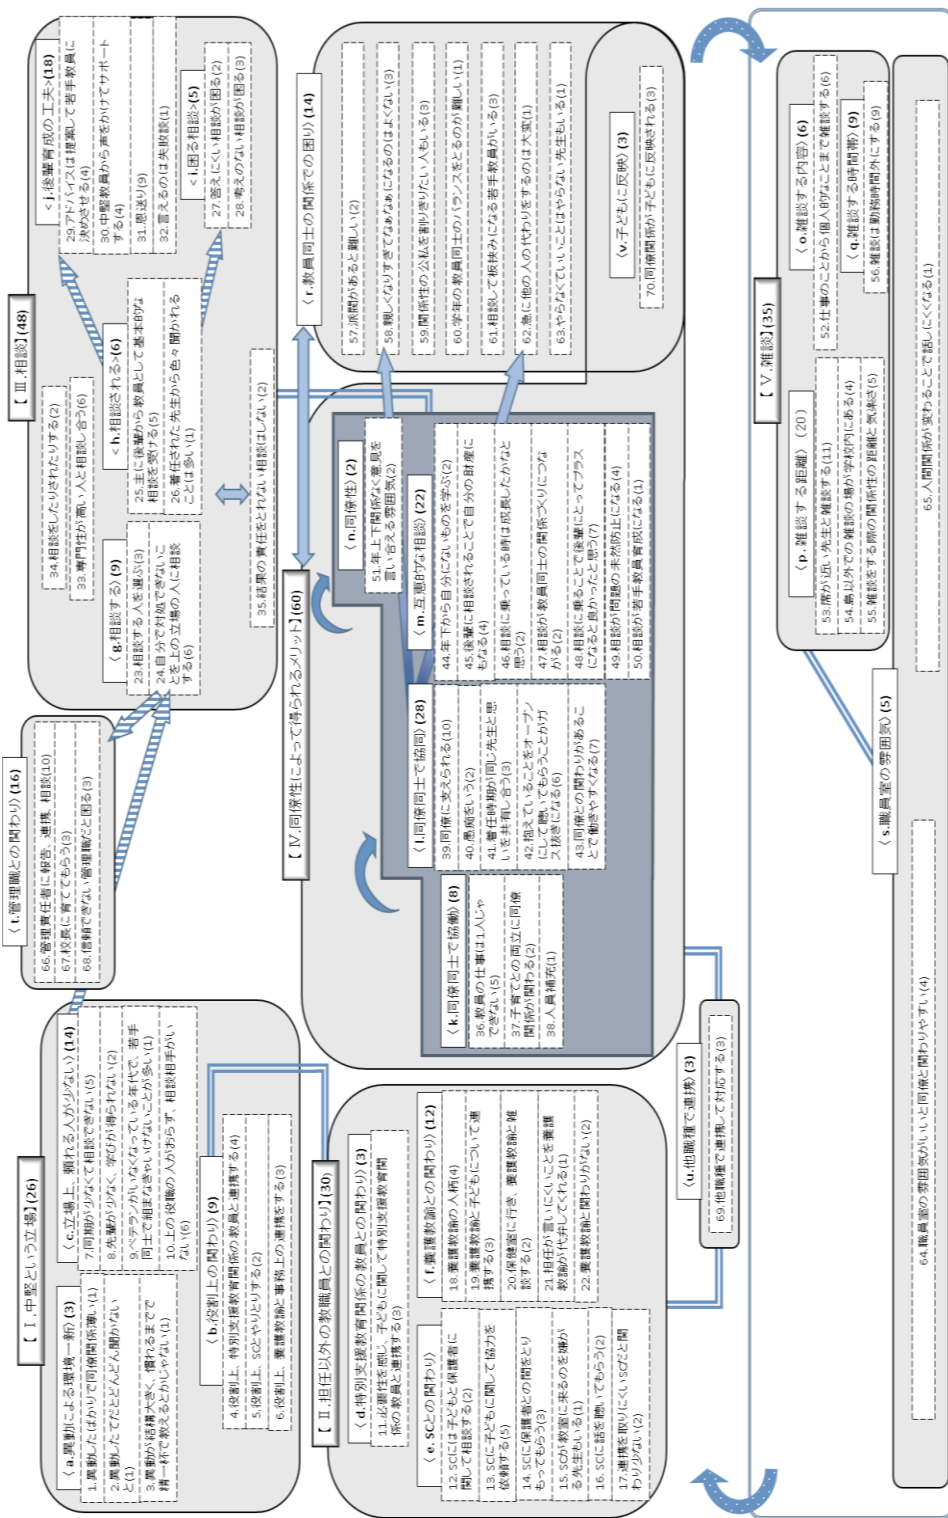 【Ⅰ.中堅という立場】(26)
〈a.異動による環境一新〉(3)
1.異動したばかりで同僚関係薄い(1)
2.異動したてだとどんどん聞かない
と(1)
3.異動が結構大きく、慣れるまでで
精一杯で教えるとかじゃない(1)
〈c.立場上、頼れる人が少ない〉(14)
7.同期が少なくて相談できない(5)
8.先輩が少なく、学びが得られない(2)
9.ベテランがいなくなっている年代で、若手
同士で組まなきゃいけないことが多い(1)
10.上の役職の人がおらず、相談相手がい
ない(6)
〈b.役割上の関わり〉(9)
4.役割上、特別支援教育関係の教員と連携する(4)
5.役割上、SCとやりとりする(2)
6.役割上、養護教諭と事務上の連携をする(3)
〈t.管理職との関わり〉(16)
66.管理責任者に報告、連携、相談(10)
67.校長に育ててもらう(3)
68.信頼できない管理職だと困る(3)
【Ⅲ.相談】(48)
〈g.相談する〉(9)
23.相談する人を選ぶ(3)
24.自分で対処できないこ
とを上の立場の人に相談
する(6)
34.相談をしたりされたりする(2)
33.専門性が高い人と相談し合う(6)
<h.相談される>(6)
25.主に後輩から教員として基本的な
相談を受ける(5)
26.着任された先生から色々聞かれる
ことは多い(1)
35.結果の責任をとれない相談はしない(2)
<j.後輩育成の工夫>(18)
29.アドバイスは提案して若手教員に
決めさせる(4)
30.中堅教員から声をかけてサポート
する(4)
31.恩送り(9)
32.言えるのは失敗談(1)
<i.困る相談>(5)
27.答えにくい相談が困る(2)
28.考えのない相談が困る(3)
【Ⅱ.担任以外の教職員との関わり】(30)
〈d.特別支援教育関係の教員との関わり〉(3)
11.必要性を感じ、子どもに関して特別支援教育関
係の教員と連携する(3)
〈e.SCとの関わり〉
12.SCには子どもと保護者に
関して相談する(2)
13.SCに子どもに関して協力を
依頼する(5)
14.SCに保護者との間をとり
もってもらう(3)
15.SCが教室に来るのを嫌が
る先生もいる(1)
16.SCに話を聴いてもらう(2)
17.連携を取りにくいSCだと関
わり少ない(2)
〈f.養護教諭との関わり〉(12)
18.養護教諭の人柄(4)
19.養護教諭と子どもについて連
携する(3)
20.保健室に行き、養護教諭と雑
談する(2)
21.担任が言いにくいことを養護
教諭が代弁してくれる(1)
22.養護教諭と関わりがない(2)
【Ⅳ.同僚性によって得られるメリット】(60)
〈k.同僚同士で協働〉(8)
36.教員の仕事は1人じゃ
できない(5)
37.子育てとの両立に同僚
関係が関わる(2)
38.人員補充(1)
〈l.同僚同士で協同〉(28)
39.同僚に支えられる(10)
40.愚痴をいう(2)
41.着任時期が同じ先生と思
いを共有し合う(3)
42.抱えていることをオープン
にして聴いてもらうことがガ
ス抜きになる(6)
43.同僚との関わりがあるこ
とで働きやすくなる(7)
〈n.同僚性〉(2)
51.年上下関係なく意見を
言い合える雰囲気(2)
〈m.互恵的な相談〉(22)
44.年下から自分にないものを学ぶ(2)
45.後輩に相談されることで自分の財産に
もなる(4)
46.相談に乗っている時は成長したかなと
思う(2)
47.相談が教員同士の関係づくりにつな
がる(2)
48.相談に乗ることで後輩にとってプラス
になると良かったと思う(7)
49.相談が問題の未然防止になる(4)
50.相談が若手教員育成になる(1)
〈r.教員同士の関係での困り〉(14)
57.派閥があると難しい(2)
58.親しくなりすぎてなぁなぁになるのはよくない(3)
59.関係性の公私を割りきりたい人もいる(3)
60.学年の教員同士のバランスをとるのが難しい(1)
61.相談して板挟みになる若手教員がいる(3)
62.急に他の人の代わりをするのは大変(1)
63.やらなくていいことはやらない先生もいる(1)
〈v.子どもに反映〉(3)
70.同僚関係が子どもに反映される(3)
〈u.他職種で連携〉(3)
69.他職種で連携して対応する(3)
【Ⅴ.雑談】(35)
〈p.雑談する距離〉(20)
53.席が近い先生と雑談する(11)
54.島以外での雑談の場が学校内にある(4)
55.雑談をする際の関係性の距離と気楽さ(5)
〈o.雑談する内容〉(6)
52.仕事のことから個人的なことまで雑談する(6)
〈q.雑談する時間帯〉(9)
56.雑談は勤務時間外にする(9)
〈s.職員室の雰囲気〉(5)
64.職員室の雰囲気がいいと同僚と関わりやすい(4)
65.人間関係が変わることで話しにくくなる(1)